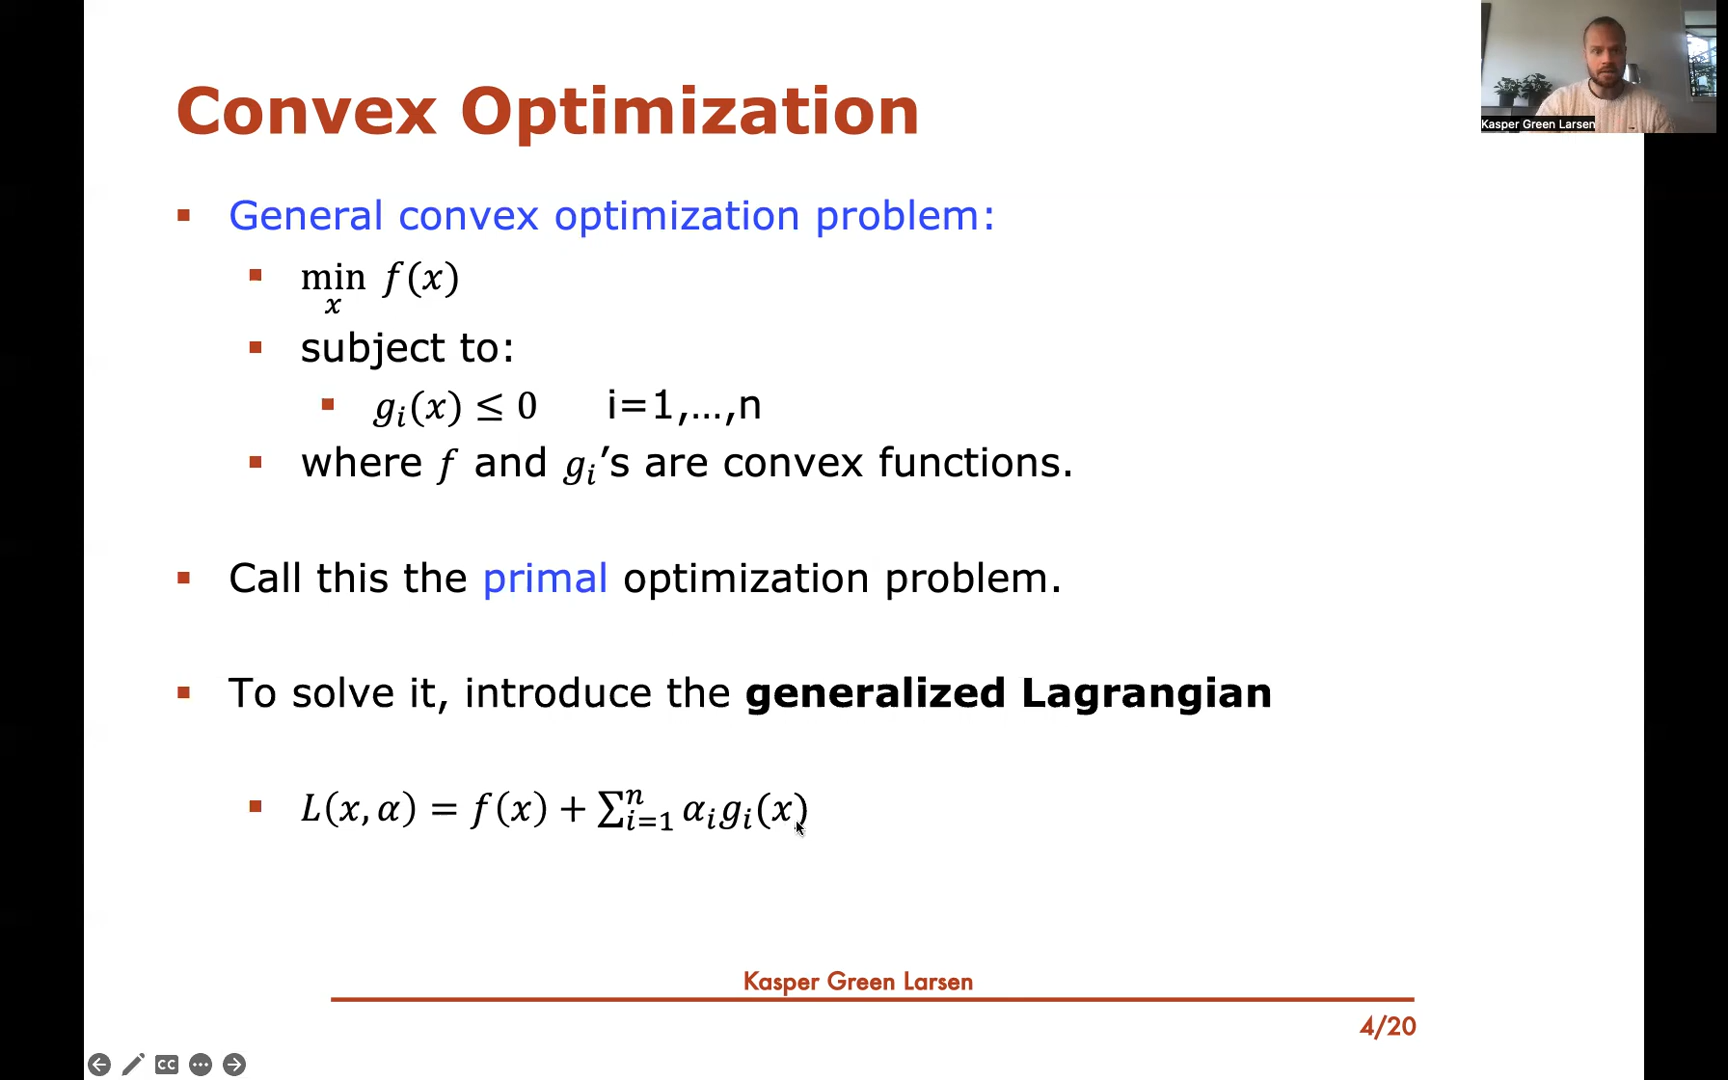 Convex Optimization
Kasper Green Larsen
General convex optimization problem:
min f(x)
x
subject to:
gᵢ(x) ≤ 0 i=1,...,n
where f and gᵢ’s are convex functions.
Call this the primal optimization problem.
To solve it, introduce the generalized Lagrangian
L(x, α) = f(x) + ∑ⁿᵢ₌₁ αᵢgᵢ(x)
Kasper Green Larsen
4/20
CC